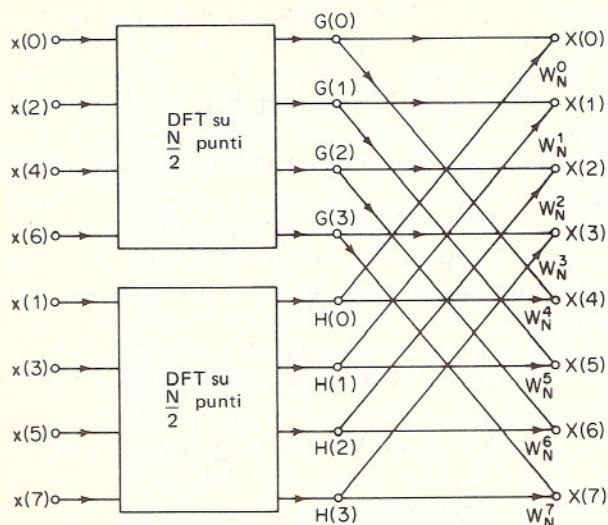 x(0) G(0) X(0)
W_N^0
x(2) G(1) X(1)
W_N^1
DFT su
N/2 punti
x(4) G(2) X(2)
W_N^2
x(6) G(3) X(3)
W_N^3
x(1) H(0) X(4)
W_N^4
x(3) H(1) X(5)
W_N^5
DFT su
N/2 punti
x(5) H(2) X(6)
W_N^6
x(7) H(3) X(7)
W_N^7